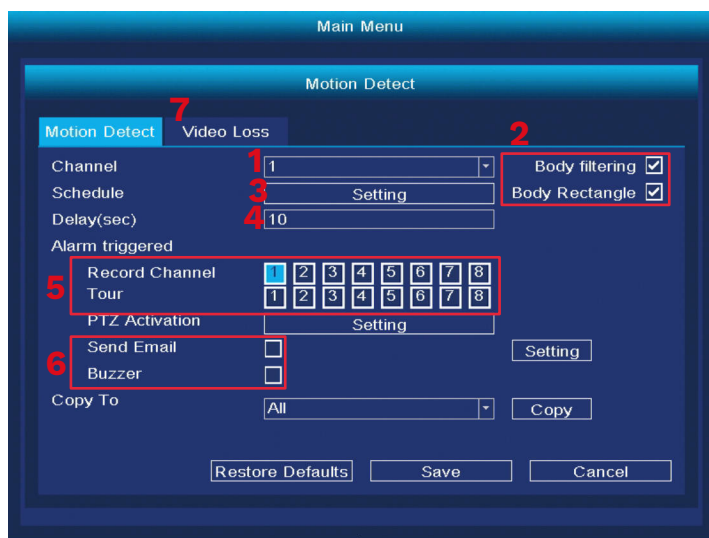 Main Menu
Motion Detect
7
Motion Detect Video Loss
2
Channel 1 1 Body filtering
Schedule 3 Setting Body Rectangle
Delay(sec) 4 10
Alarm triggered
5
Record Channel 1 2 3 4 5 6 7 8
Tour 1 2 3 4 5 6 7 8
PTZ Activation Setting
6
Send Email Setting
Buzzer
Copy To All Copy
Restore Defaults Save Cancel